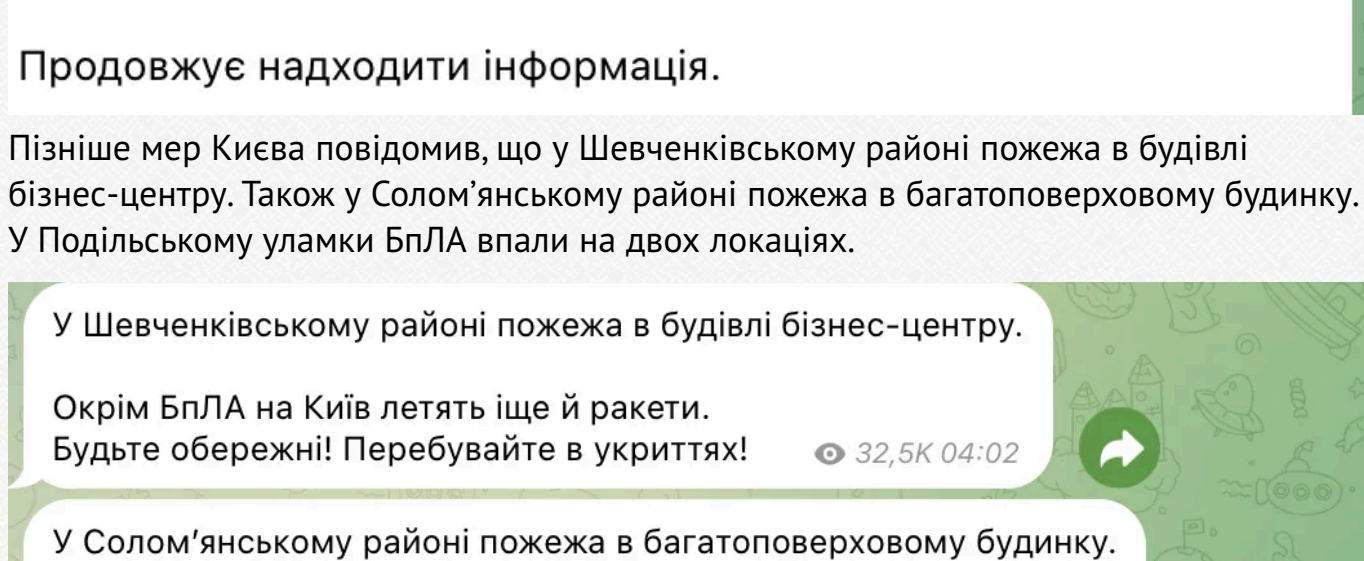 Продовжує надходити інформація.
Пізніше мер Києва повідомив, що у Шевченківському районі пожежа в будівлі
бізнес-центру. Також у Солом’янському районі пожежа в багатоповерховому будинку.
У Подільському уламки БпЛА впали на двох локаціях.
У Шевченківському районі пожежа в будівлі бізнес-центру.
Окрім БпЛА на Київ летять іще й ракети.
Будьте обережні! Перебувайте в укриттях! 32,5K 04:02
У Солом'янському районі пожежа в багатоповерховому будинку.